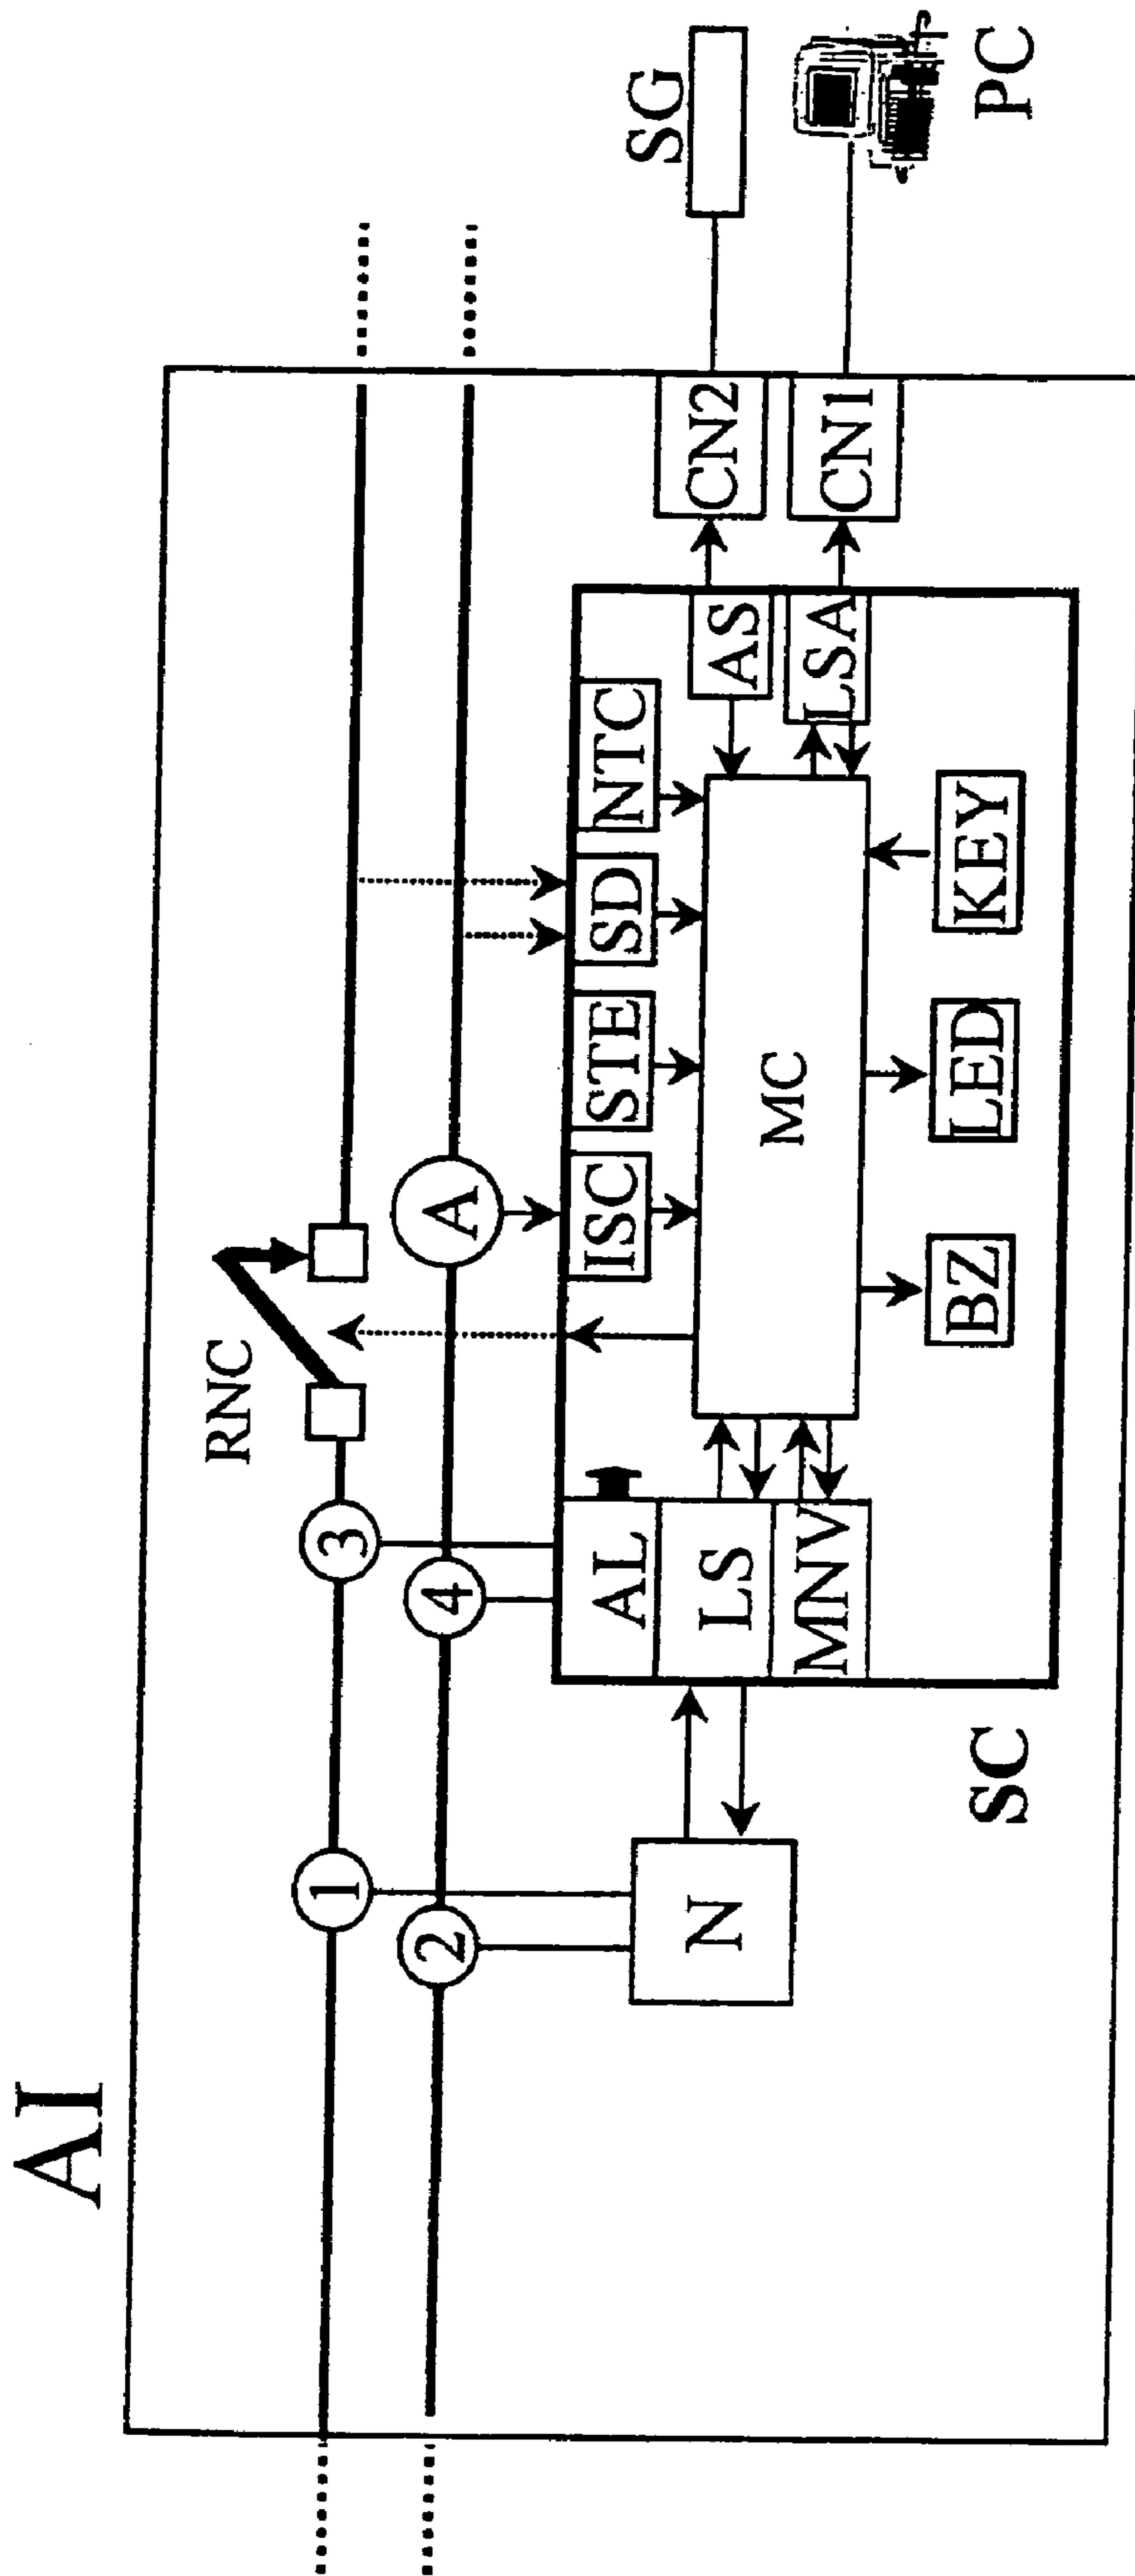 AI
RNC
1
3
2
4
A
SG
PC
CN2
CN1
N
SC
AL
LS
MNV
ISC
STE
SD
NTC
AS
LSA
MC
BZ
LED
KEY